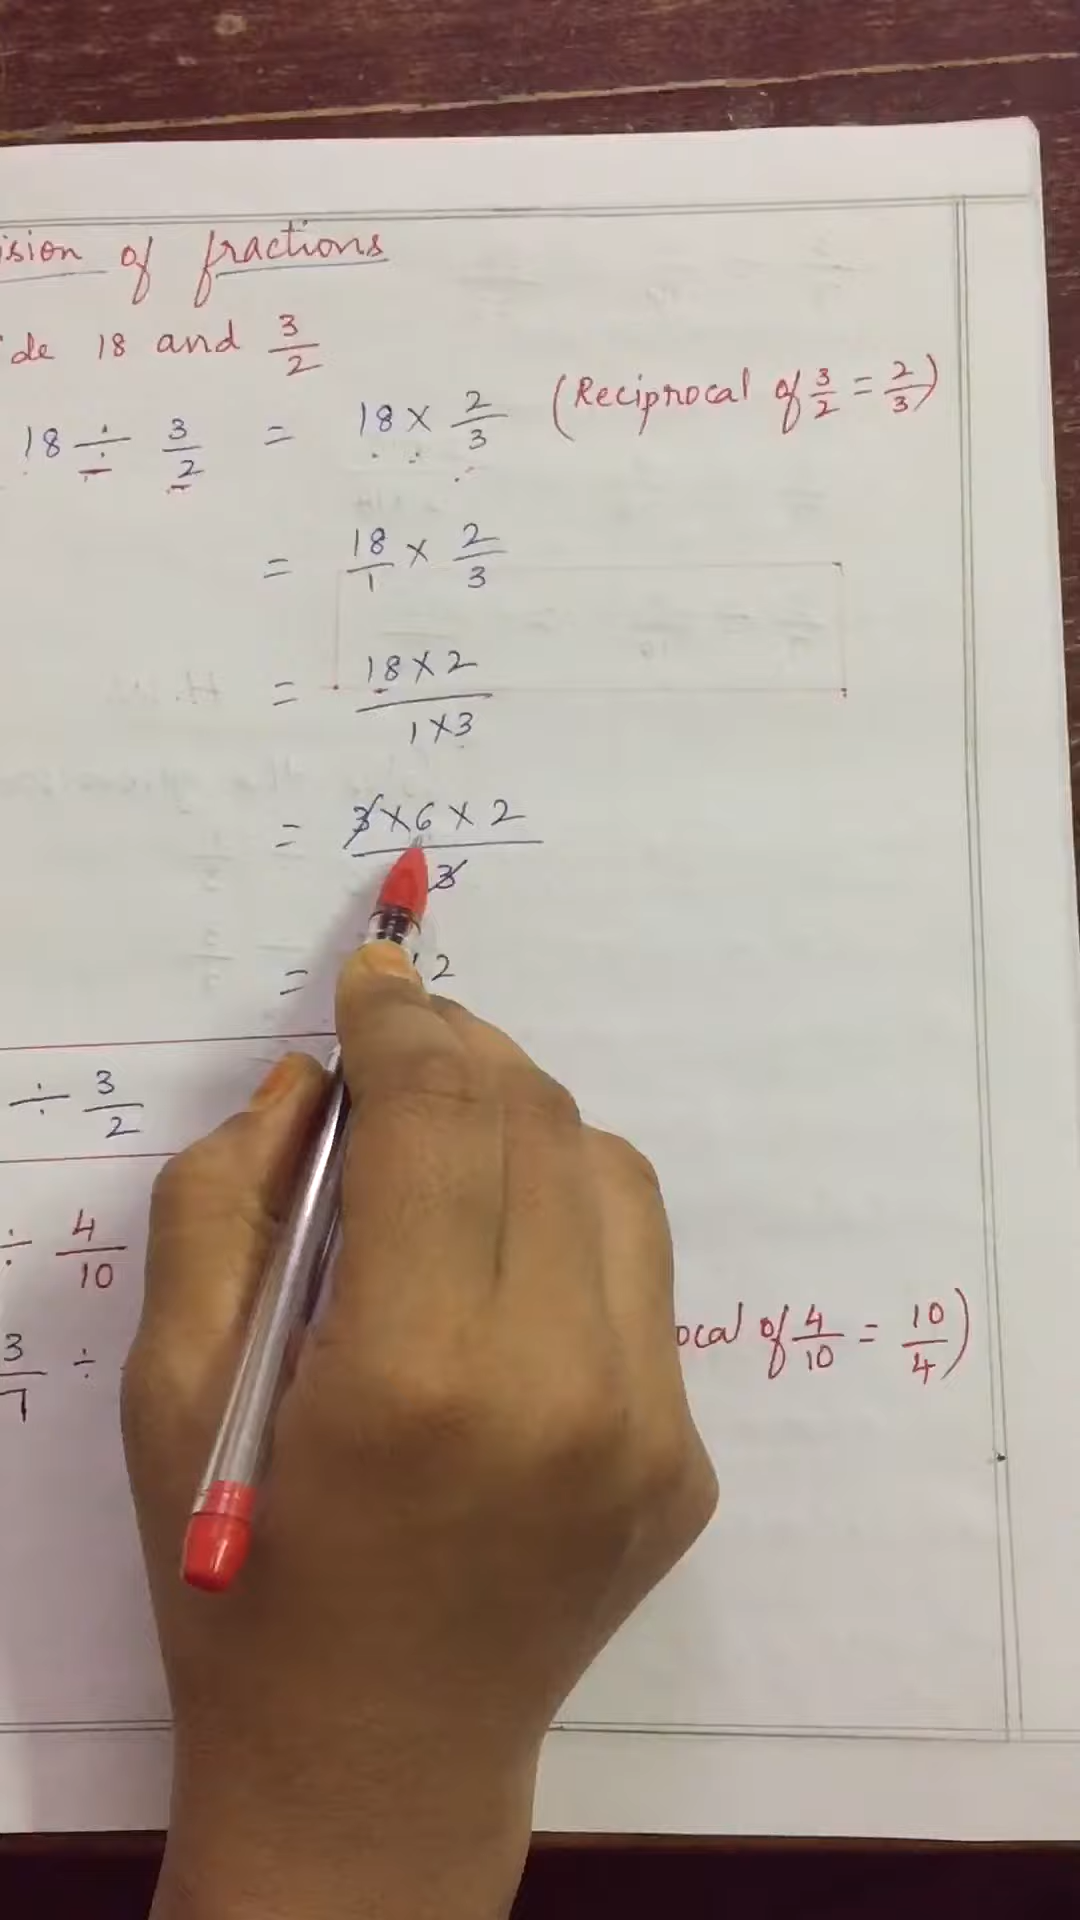 ision of fractions
ide 18 and 3/2
18 ÷ 3/2 = 18 × 2/3 (Reciprocal of 3/2 = 2/3)
= 18/1 × 2/3
= 18 × 2 / 1 × 3
= 3 × 6 × 2 / 3
= 12
÷ 3/2
÷ 4/10
3/7 ÷ ocal of 4/10 = 10/4)